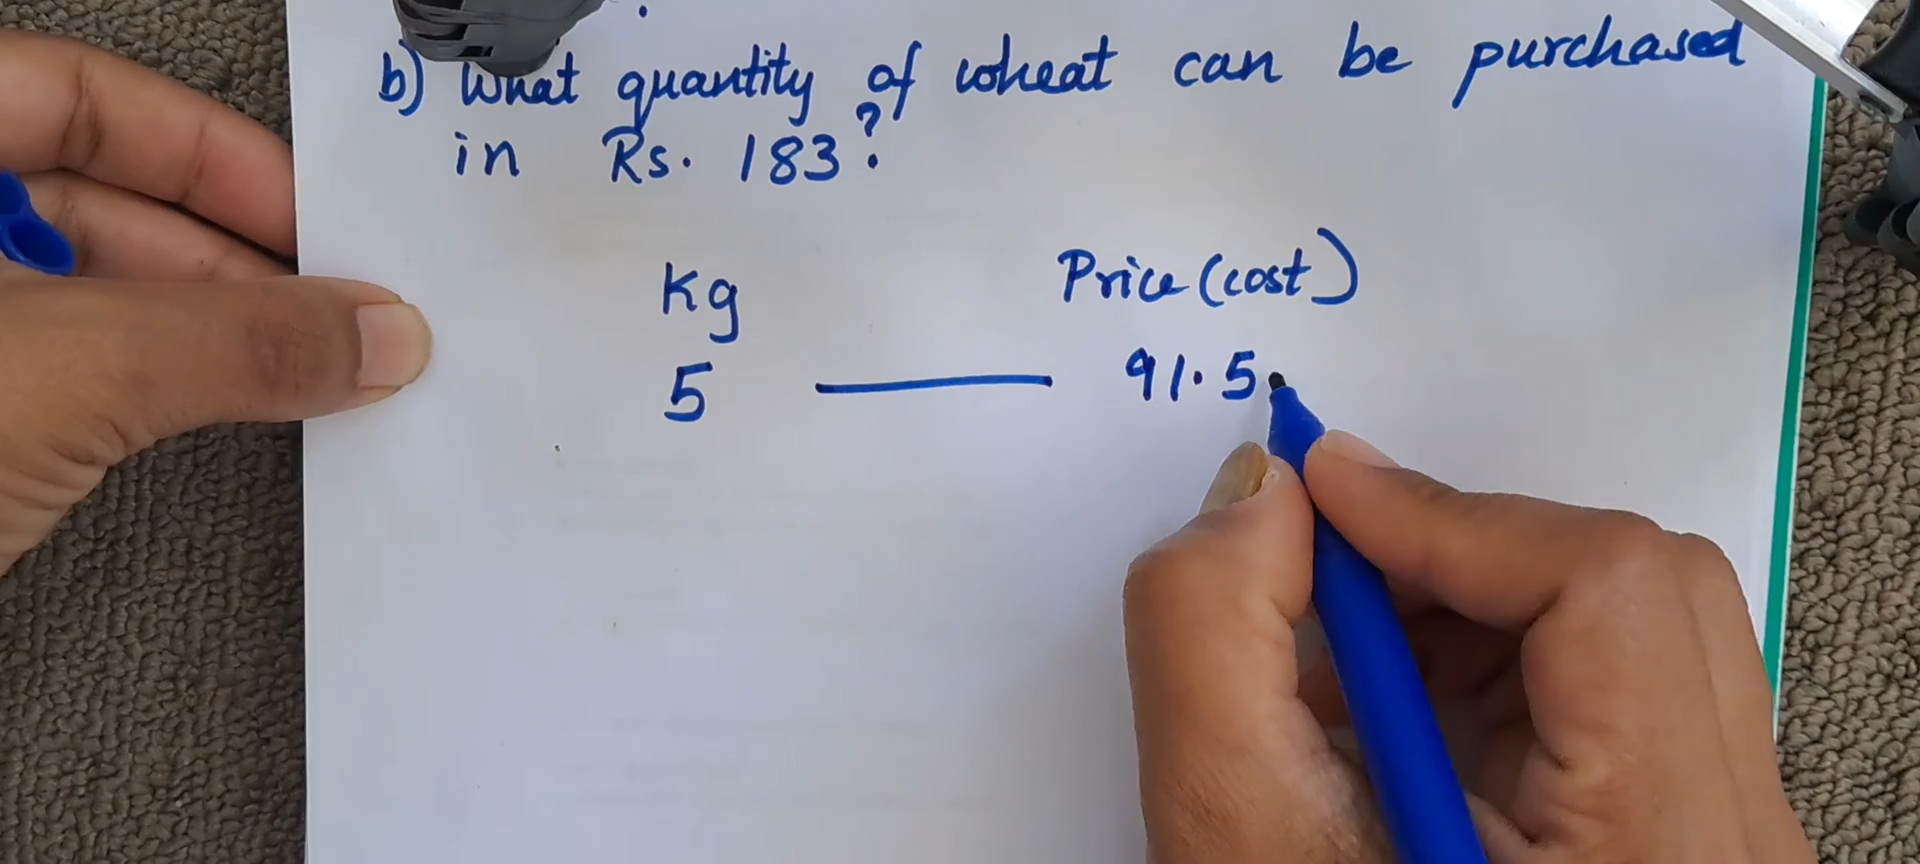 b) What quantity of wheat can be purchased
in Rs. 183?
Kg Price (cost)
5 — 91.5